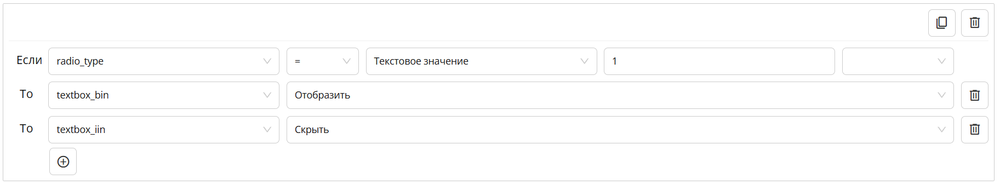 Если radio_type = Текстовое значение 1
То textbox_bin Отобразить
То textbox_iin Скрыть